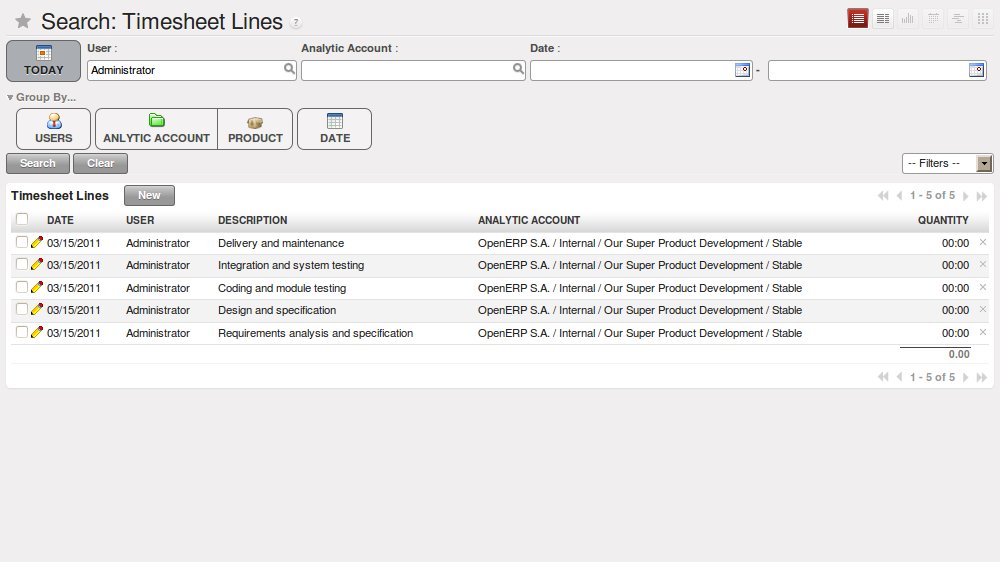 Search: Timesheet Lines ?
TODAY
User :
Analytic Account :
Date :
Administrator
-
Group By...
USERS
ANLYTIC ACCOUNT
PRODUCT
DATE
Search
Clear
-- Filters --
Timesheet Lines
New
1 - 5 of 5
DATE USER DESCRIPTION ANALYTIC ACCOUNT QUANTITY
03/15/2011 Administrator Delivery and maintenance OpenERP S.A. / Internal / Our Super Product Development / Stable 00:00
03/15/2011 Administrator Integration and system testing OpenERP S.A. / Internal / Our Super Product Development / Stable 00:00
03/15/2011 Administrator Coding and module testing OpenERP S.A. / Internal / Our Super Product Development / Stable 00:00
03/15/2011 Administrator Design and specification OpenERP S.A. / Internal / Our Super Product Development / Stable 00:00
03/15/2011 Administrator Requirements analysis and specification OpenERP S.A. / Internal / Our Super Product Development / Stable 00:00
0.00
1 - 5 of 5